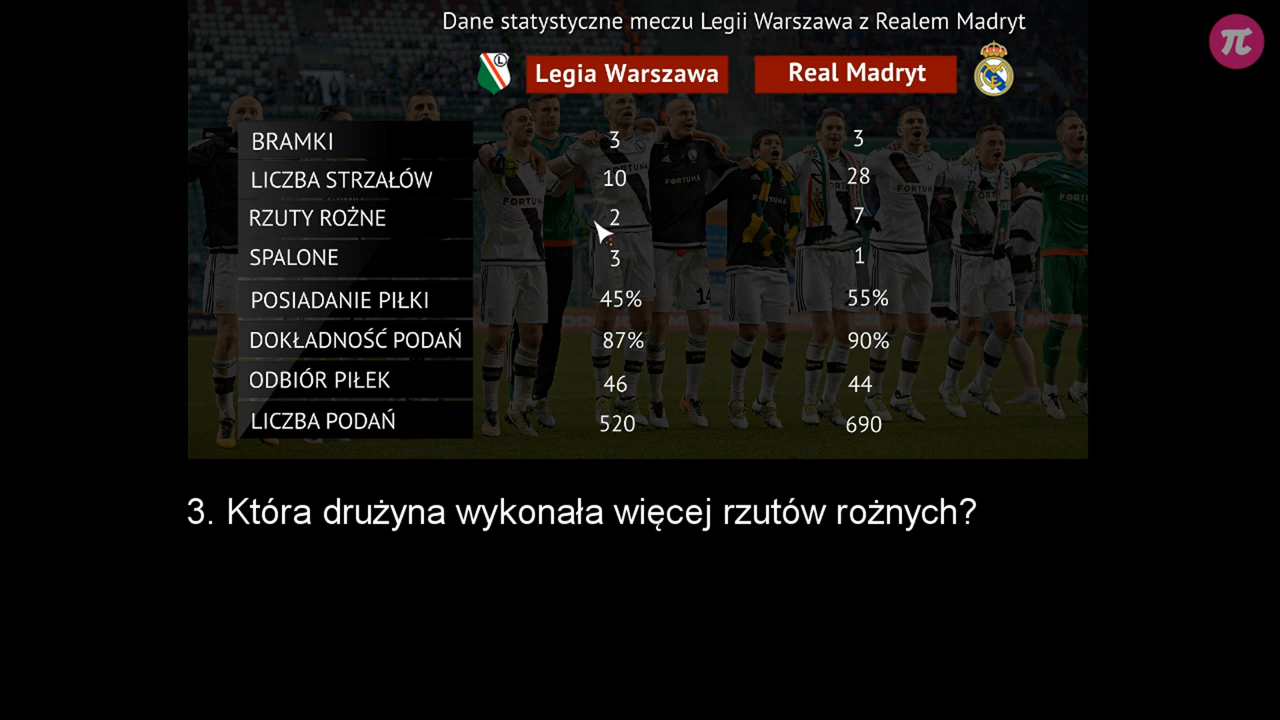 Dane statystyczne meczu Legii Warszawa z Realem Madryt
Legia Warszawa Real Madryt
BRAMKI 3 3
LICZBA STRZAŁÓW 10 28
RZUTY ROŻNE 2 7
SPALONE 3 1
POSIADANIE PIŁKI 45% 55%
DOKŁADNOŚĆ PODAŃ 87% 90%
ODBIÓR PIŁEK 46 44
LICZBA PODAŃ 520 690
3. Która drużyna wykonała więcej rzutów rożnych?
π